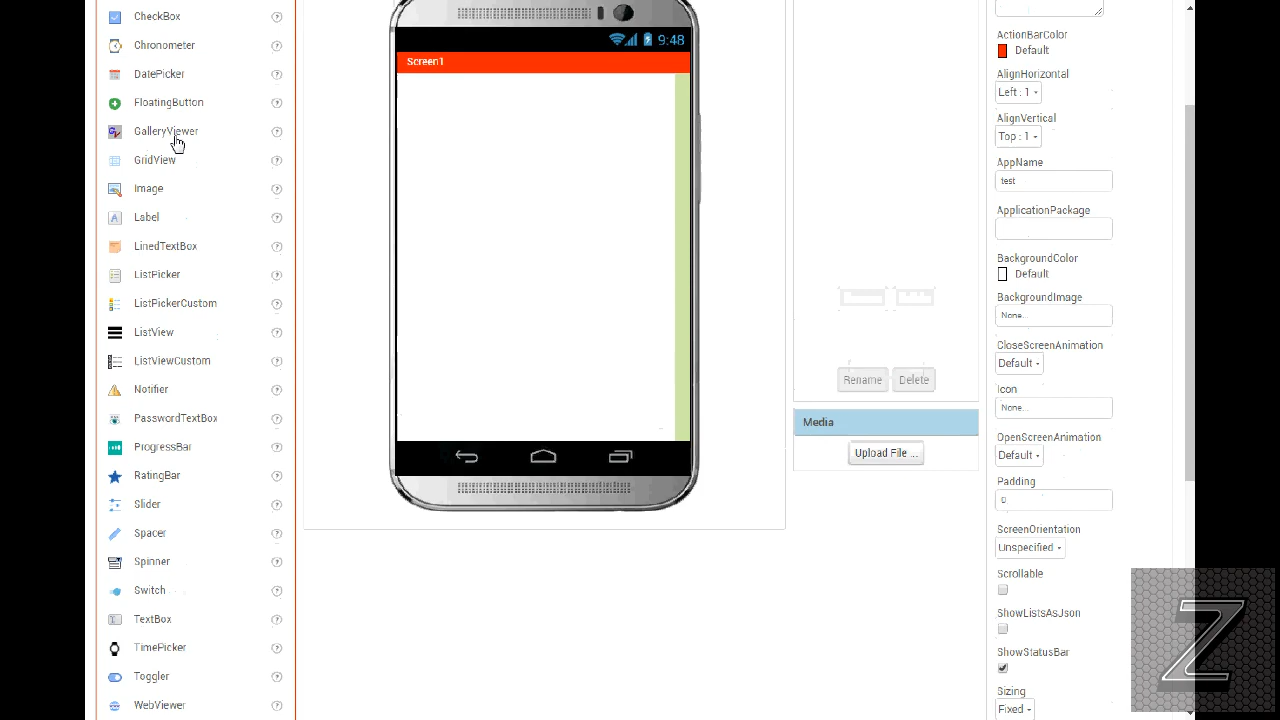 CheckBox
Chronometer
DatePicker
FloatingButton
GalleryViewer
GridView
Image
Label
LinedTextBox
ListPicker
ListPickerCustom
ListView
ListViewCustom
Notifier
PasswordTextBox
ProgressBar
RatingBar
Slider
Spacer
Spinner
Switch
TextBox
TimePicker
Toggler
WebViewer
9:48
Screen1
Rename
Delete
Media
Upload File ...
ActionBarColor
Default
AlignHorizontal
Left : 1
AlignVertical
Top : 1
AppName
test
ApplicationPackage
BackgroundColor
Default
BackgroundImage
None...
CloseScreenAnimation
Default
Icon
None...
OpenScreenAnimation
Default
Padding
0
ScreenOrientation
Unspecified
Scrollable
ShowListsAsJson
ShowStatusBar
Sizing
Fixed
Z